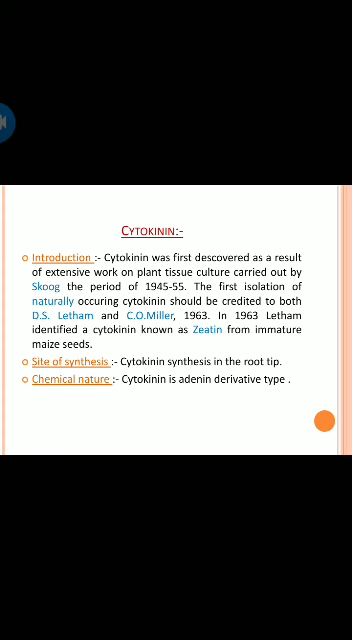 CYTOKININ:-
Introduction :- Cytokinin was first descovered as a result
of extensive work on plant tissue culture carried out by
Skoog the period of 1945-55. The first isolation of
naturally occuring cytokinin should be credited to both
D.S. Letham and C.O.Miller, 1963. In 1963 Letham
identified a cytokinin known as Zeatin from immature
maize seeds.
Site of synthesis :- Cytokinin synthesis in the root tip.
Chemical nature :- Cytokinin is adenin derivative type .